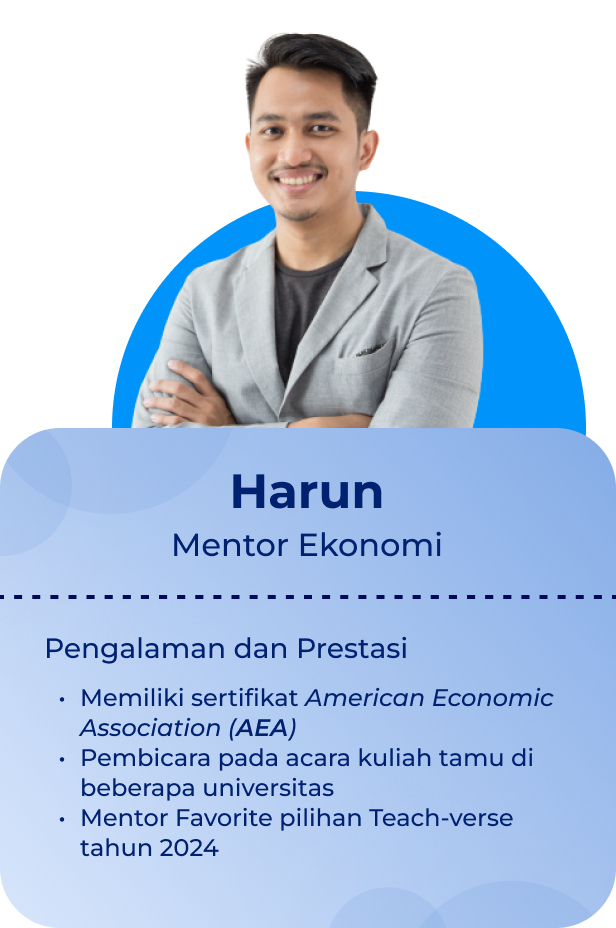 Harun
Mentor Ekonomi
Pengalaman dan Prestasi
• Memiliki sertifikat American Economic
Association (AEA)
• Pembicara pada acara kuliah tamu di
beberapa universitas
• Mentor Favorite pilihan Teach-verse
tahun 2024